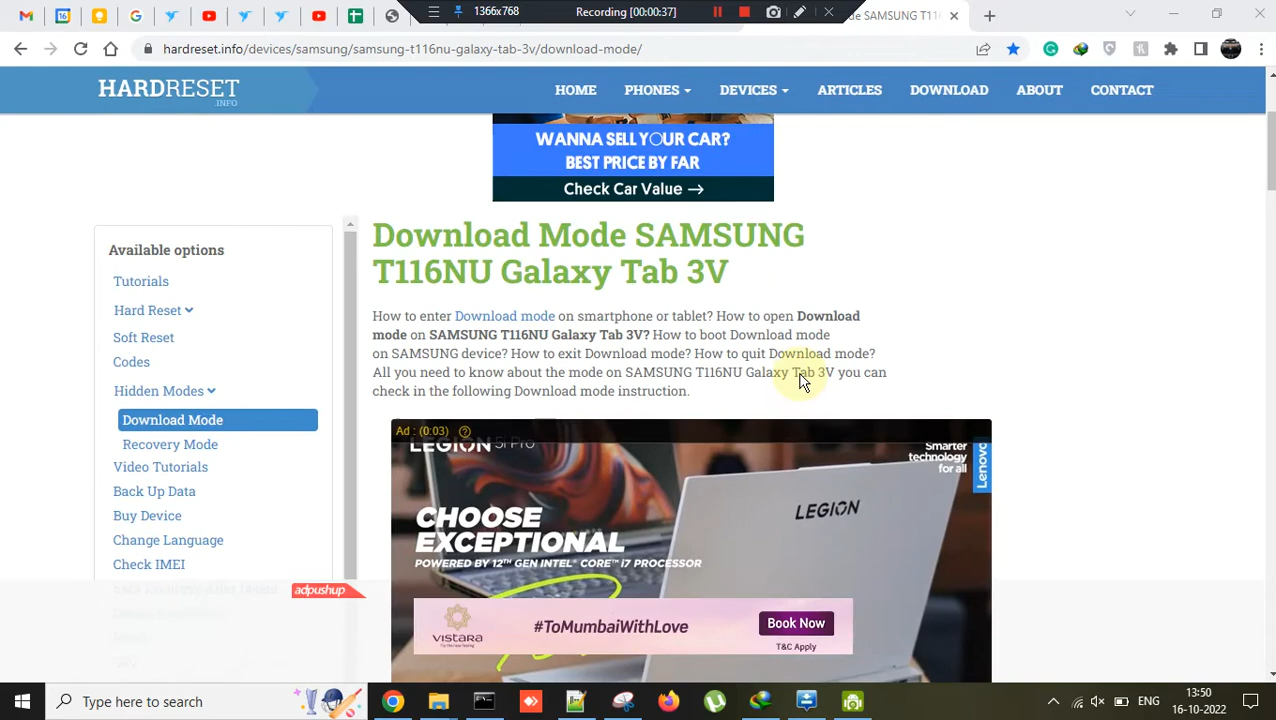 1366x768
Recording [00:00:37]
de SAMSUNG T11
hardreset.info/devices/samsung/samsung-t116nu-galaxy-tab-3v/download-mode/
HARDRESET
.INFO
HOME
PHONES
DEVICES
ARTICLES
DOWNLOAD
ABOUT
CONTACT
WANNA SELL YOUR CAR?
BEST PRICE BY FAR
Check Car Value →
Available options
Tutorials
Hard Reset
Soft Reset
Codes
Hidden Modes
Download Mode
Recovery Mode
Video Tutorials
Back Up Data
Buy Device
Change Language
Check IMEI
Download Mode SAMSUNG
T116NU Galaxy Tab 3V
How to enter Download mode on smartphone or tablet? How to open Download
mode on SAMSUNG T116NU Galaxy Tab 3V? How to boot Download mode
on SAMSUNG device? How to exit Download mode? How to quit Download mode?
All you need to know about the mode on SAMSUNG T116NU Galaxy Tab 3V you can
check in the following Download mode instruction.
Ad : (0:03)
LEGION 5i Pro
Smarter
technology
for all
Lenovo
LEGION
CHOOSE
EXCEPTIONAL
POWERED BY 12TH GEN INTEL® CORE™ i7 PROCESSOR
adpushup
VISTARA
#ToMumbaiWithLove
Book Now
T&C Apply
Type here to search
ENG
13:50
16-10-2022